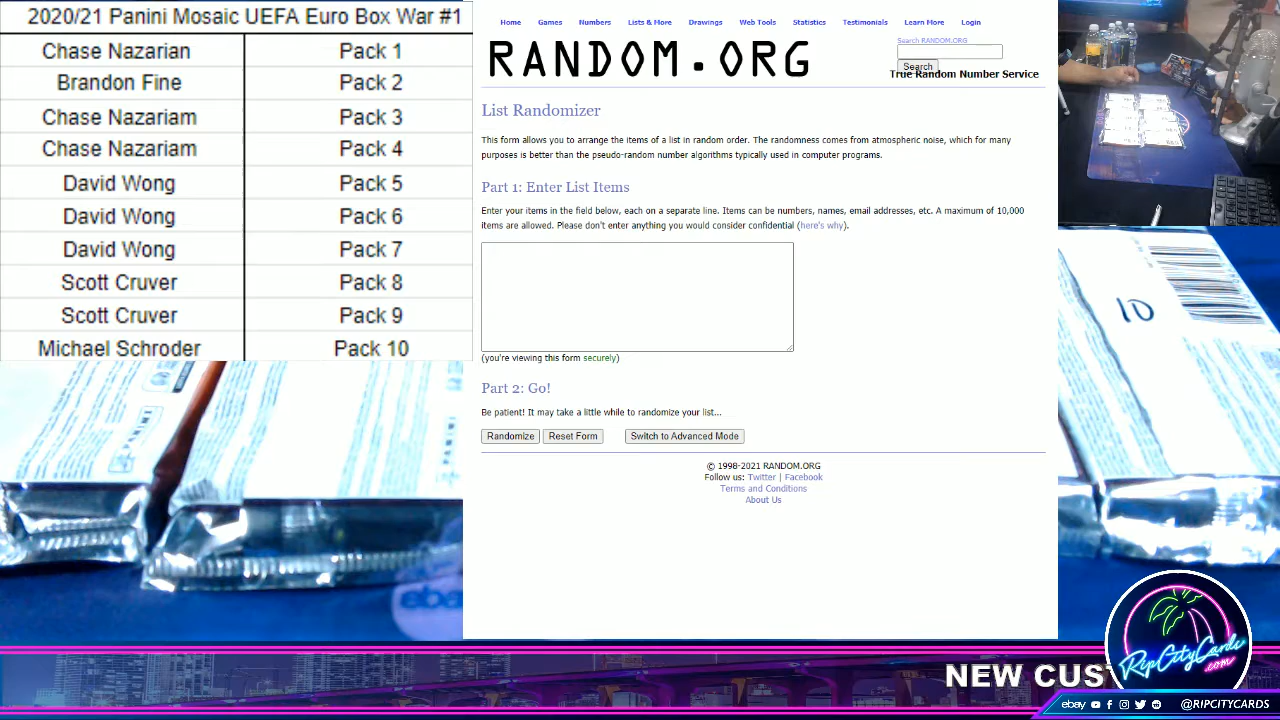 2020/21 Panini Mosaic UEFA Euro Box War #1
Chase Nazarian Pack 1
Brandon Fine Pack 2
Chase Nazariam Pack 3
Chase Nazariam Pack 4
David Wong Pack 5
David Wong Pack 6
David Wong Pack 7
Scott Cruver Pack 8
Scott Cruver Pack 9
Michael Schroder Pack 10
Home Games Numbers Lists & More Drawings Web Tools Statistics Testimonials Learn More Login
RANDOM.ORG
Search RANDOM.ORG
Search
True Random Number Service
List Randomizer
This form allows you to arrange the items of a list in random order. The randomness comes from atmospheric noise, which for many
purposes is better than the pseudo-random number algorithms typically used in computer programs.
Part 1: Enter List Items
Enter your items in the field below, each on a separate line. Items can be numbers, names, email addresses, etc. A maximum of 10,000
items are allowed. Please don't enter anything you would consider confidential (here's why).
(you're viewing this form securely)
Part 2: Go!
Be patient! It may take a little while to randomize your list...
Randomize Reset Form Switch to Advanced Mode
© 1998-2021 RANDOM.ORG
Follow us: Twitter | Facebook
Terms and Conditions
About Us
10
PANINI
ebay
NEW CUST
RipCityCards
.com
ebay @RIPCITYCARDS